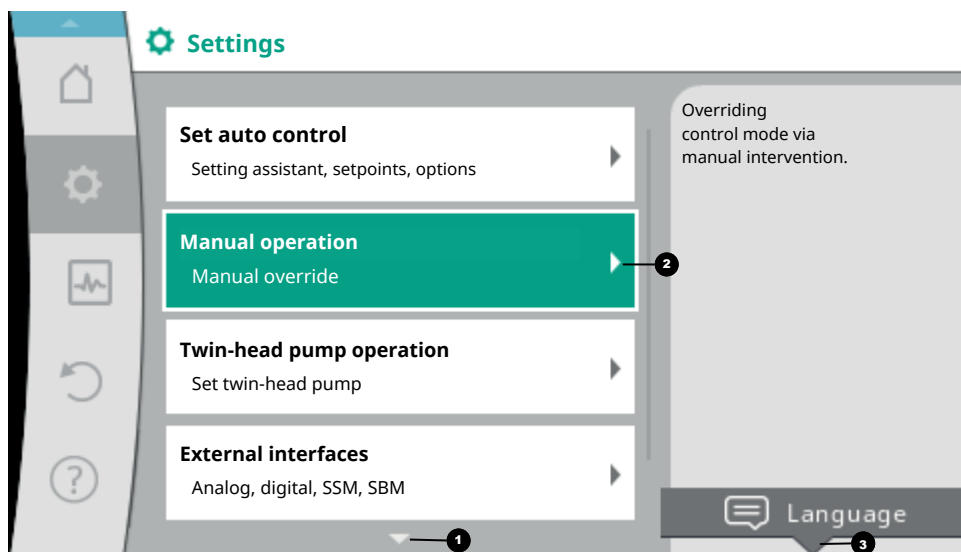 Settings
Set auto control
Setting assistant, setpoints, options
Manual operation
Manual override
Twin-head pump operation
Set twin-head pump
External interfaces
Analog, digital, SSM, SBM
Overriding
control mode via
manual intervention.
Language
?
1
2
3